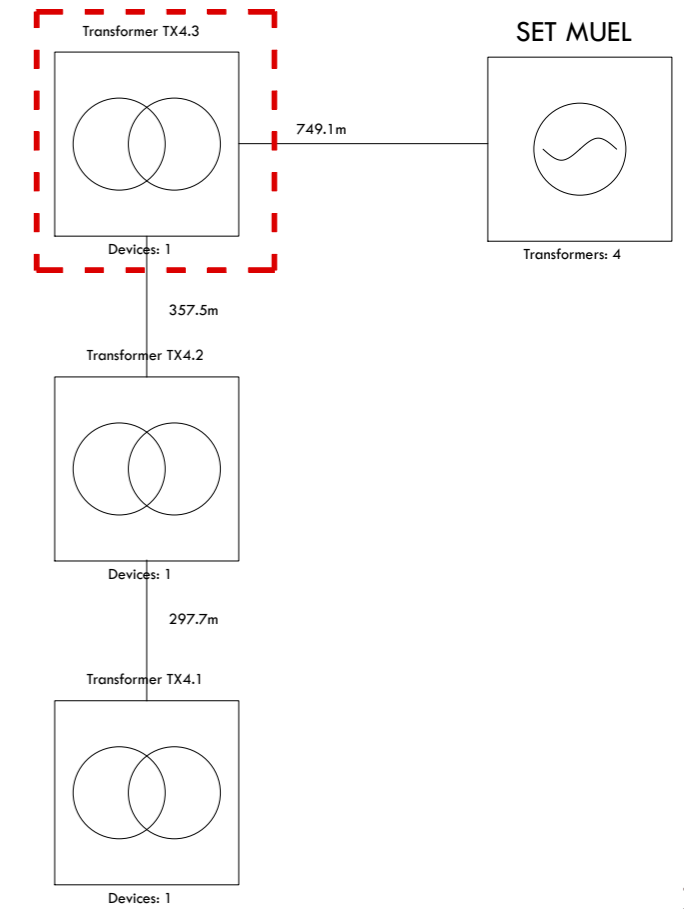 Transformer TX4.3
SET MUEL
749.1m
Devices: 1
Transformers: 4
357.5m
Transformer TX4.2
Devices: 1
297.7m
Transformer TX4.1
Devices: 1